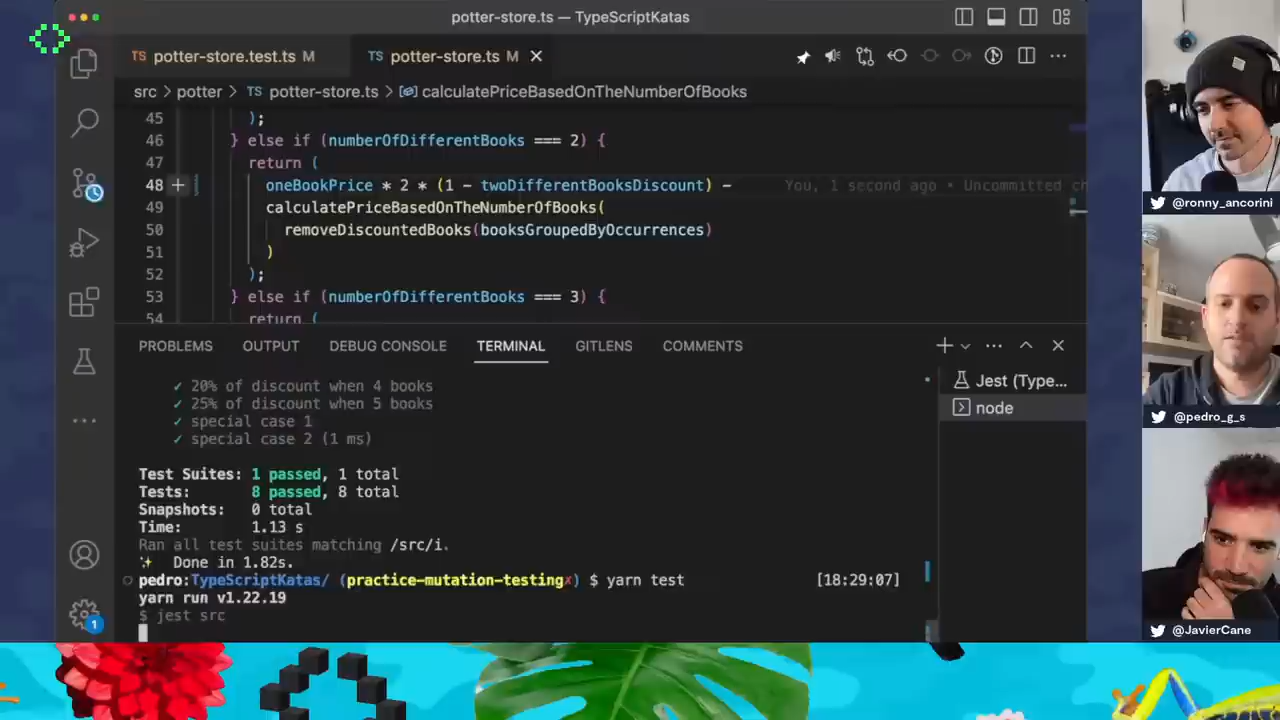 potter-store.ts — TypeScriptKatas
TS potter-store.test.ts M
TS potter-store.ts M
src > potter > TS potter-store.ts > calculatePriceBasedOnTheNumberOfBooks
45 );
46 } else if (numberOfDifferentBooks === 2) {
47 return (
48 oneBookPrice * 2 * (1 - twoDifferentBooksDiscount) - You, 1 second ago • Uncommitted ch
49 calculatePriceBasedOnTheNumberOfBooks(
50 removeDiscountedBooks(booksGroupedByOccurrences)
51 )
52 );
53 } else if (numberOfDifferentBooks === 3) {
54 return (
PROBLEMS OUTPUT DEBUG CONSOLE TERMINAL GITLENS COMMENTS
✓ 20% of discount when 4 books
✓ 25% of discount when 5 books
✓ special case 1
✓ special case 2 (1 ms)
Test Suites: 1 passed, 1 total
Tests: 8 passed, 8 total
Snapshots: 0 total
Time: 1.13 s
Ran all test suites matching /src/i.
✨ Done in 1.82s.
pedro:TypeScriptKatas/ (practice-mutation-testing✗) $ yarn test [18:29:07]
yarn run v1.22.19
$ jest src
Jest (Type...
node
1
@ronny_ancorini
@pedro_g_s
@JavierCane